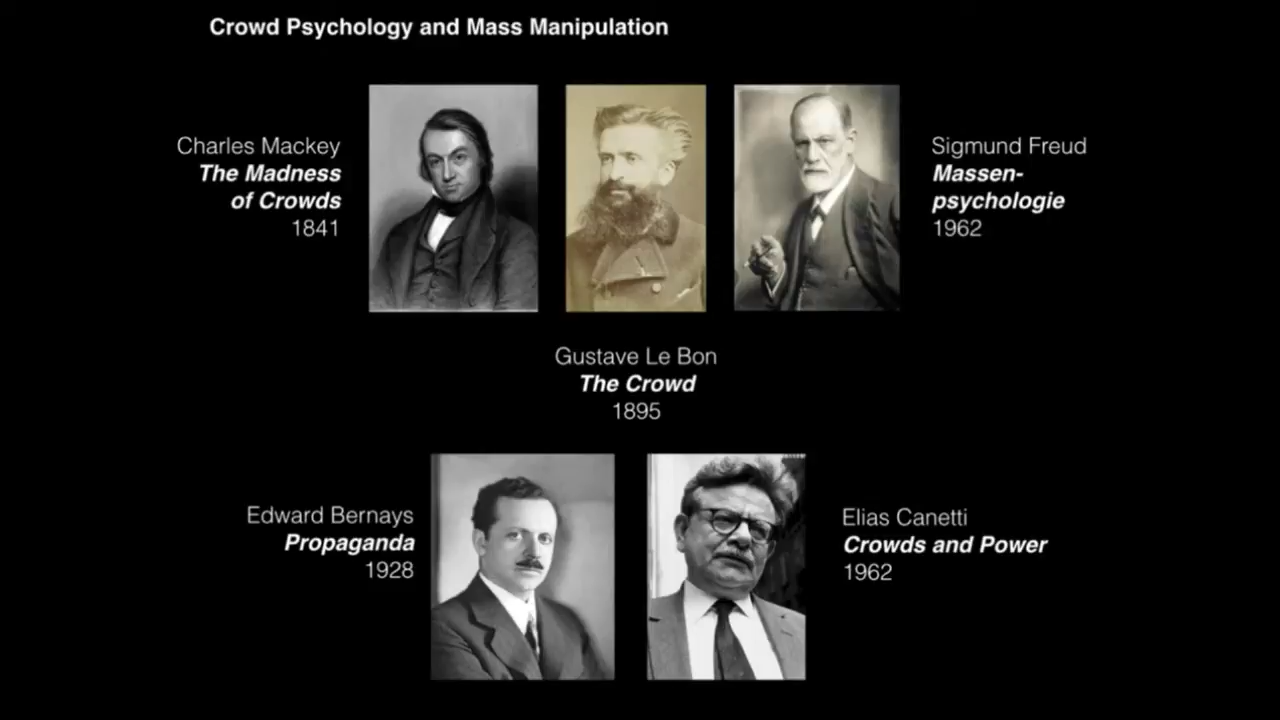 Crowd Psychology and Mass Manipulation
Charles Mackey
The Madness
of Crowds
1841
Sigmund Freud
Massen-
psychologie
1962
Gustave Le Bon
The Crowd
1895
Edward Bernays
Propaganda
1928
Elias Canetti
Crowds and Power
1962